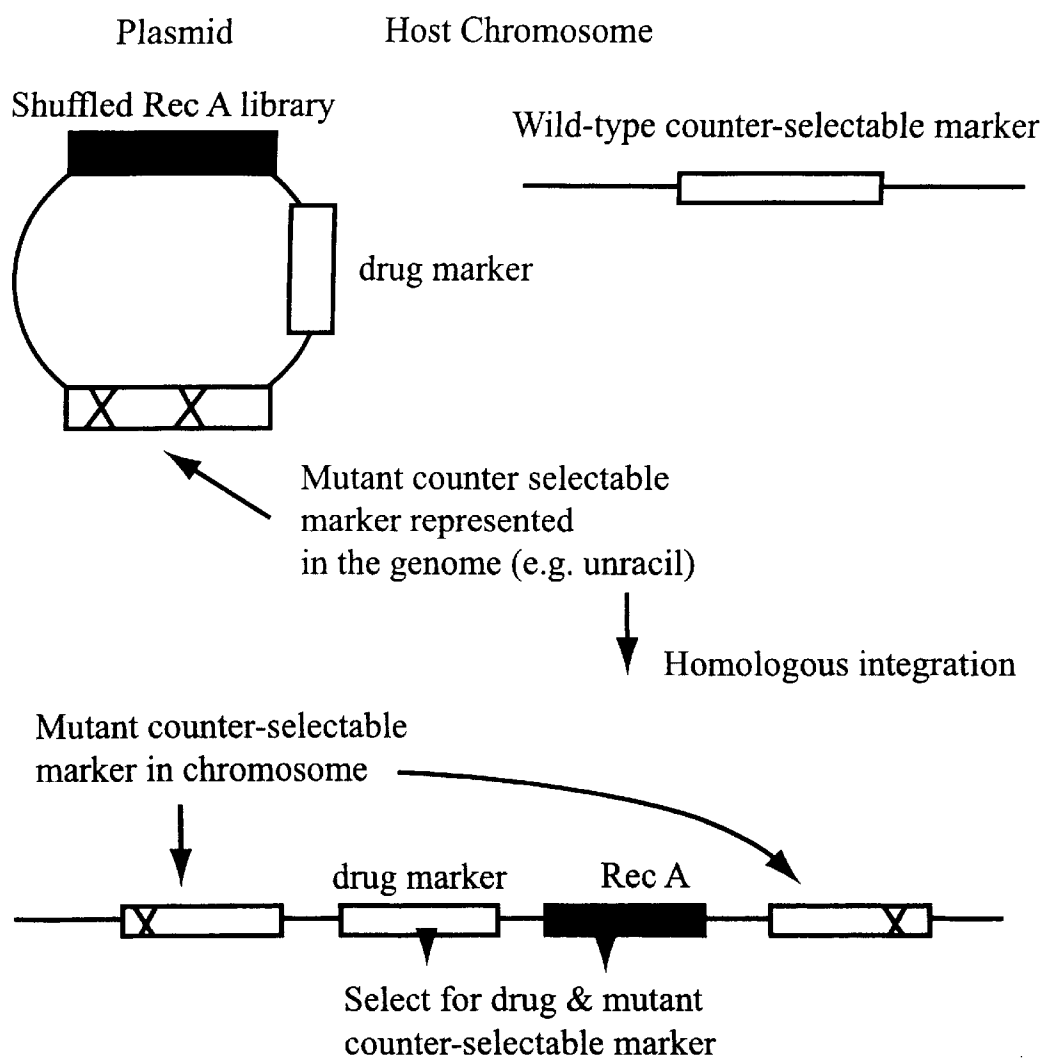 Plasmid
Host Chromosome
Shuffled Rec A library
Wild-type counter-selectable marker
drug marker
Mutant counter selectable
marker represented
in the genome (e.g. unracil)
Homologous integration
Mutant counter-selectable
marker in chromosome
drug marker
Rec A
Select for drug & mutant
counter-selectable marker